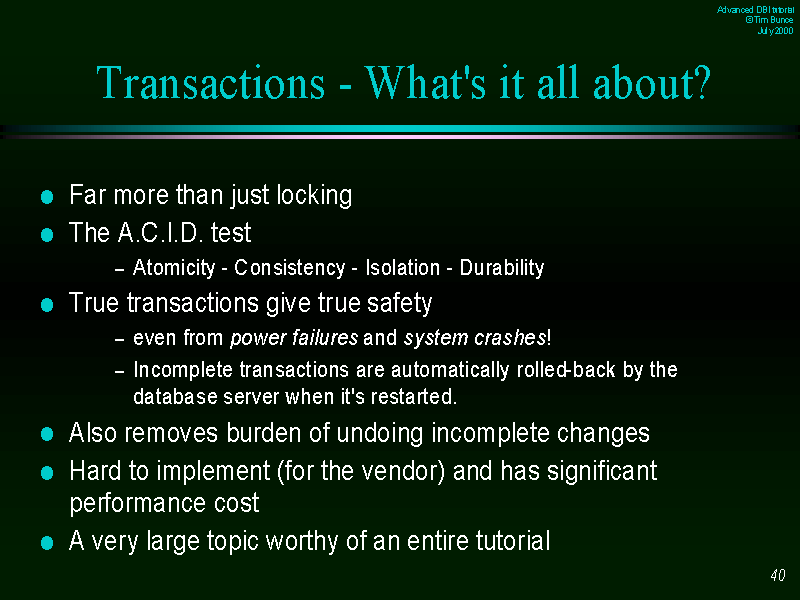 Advanced DBI tutorial
© Tim Bunce
July 2000
Transactions - What's it all about?
Far more than just locking
The A.C.I.D. test
– Atomicity - Consistency - Isolation - Durability
True transactions give true safety
– even from power failures and system crashes!
– Incomplete transactions are automatically rolled-back by the
database server when it's restarted.
Also removes burden of undoing incomplete changes
Hard to implement (for the vendor) and has significant
performance cost
A very large topic worthy of an entire tutorial
40